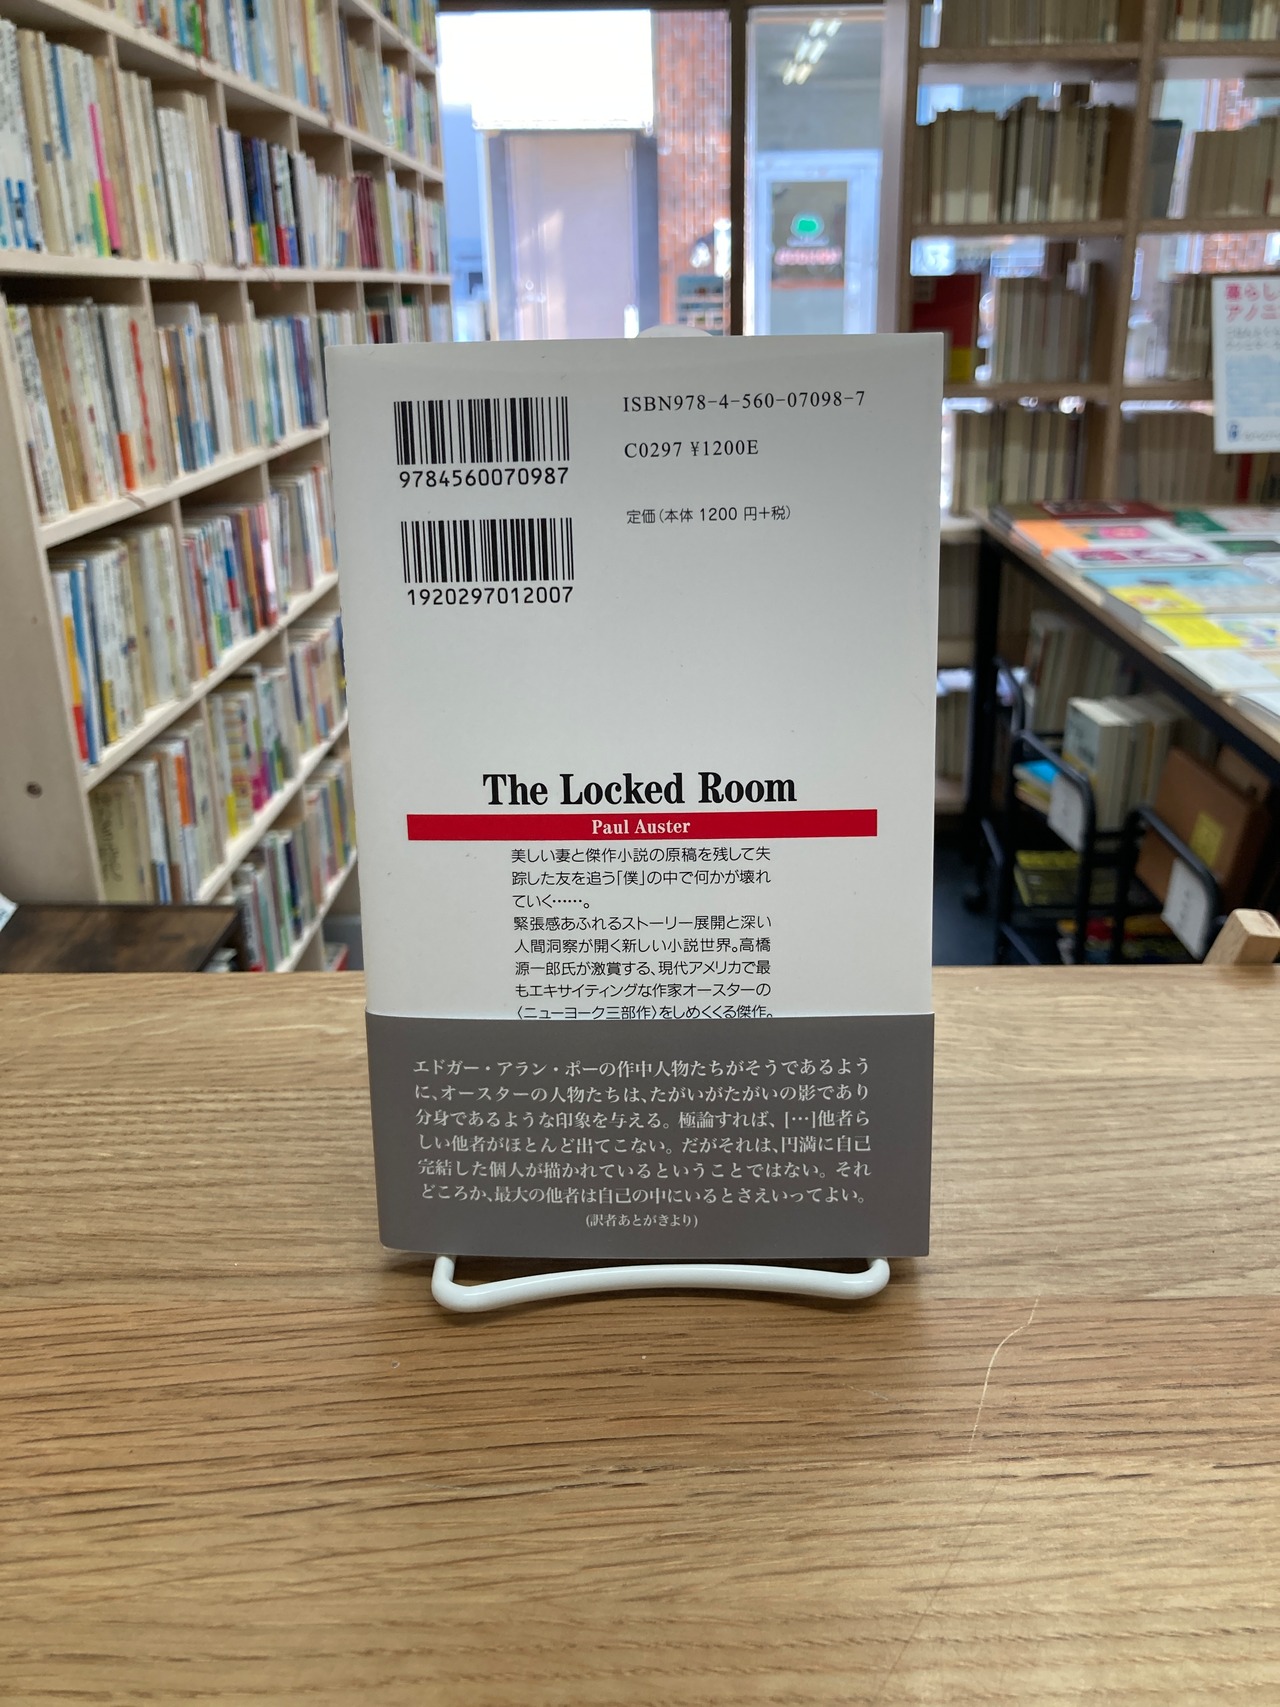 ISBN978-4-560-07098-7
9784560070987
C0297 ¥1200E
定価(本体 1200 円+税)
1920297012007
The Locked Room
Paul Auster
美しい妻と傑作小説の原稿を残して失
踪した友を追う「僕」の中で何かが壊れ
ていく……。
緊張感あふれるストーリー展開と深い
人間洞察が開く新しい小説世界。高橋
源一郎氏が激賞する、現代アメリカで最
もエキサイティングな作家オースターの
〈ニューヨーク三部作〉をしめくくる傑作。
エドガー・アラン・ポーの作中人物たちがそうであるよう
に、オースターの人物たちは、たがいがたがいの影であり
分身であるような印象を与える。極論すれば、[…]他者ら
しい他者がほとんど出てこない。だがそれは、円満に自己
完結した個人が描かれているということではない。それ
どころか、最大の他者は自己の中にいるとさえいってよい。
(訳者あとがきより)
暮らし
アノニ